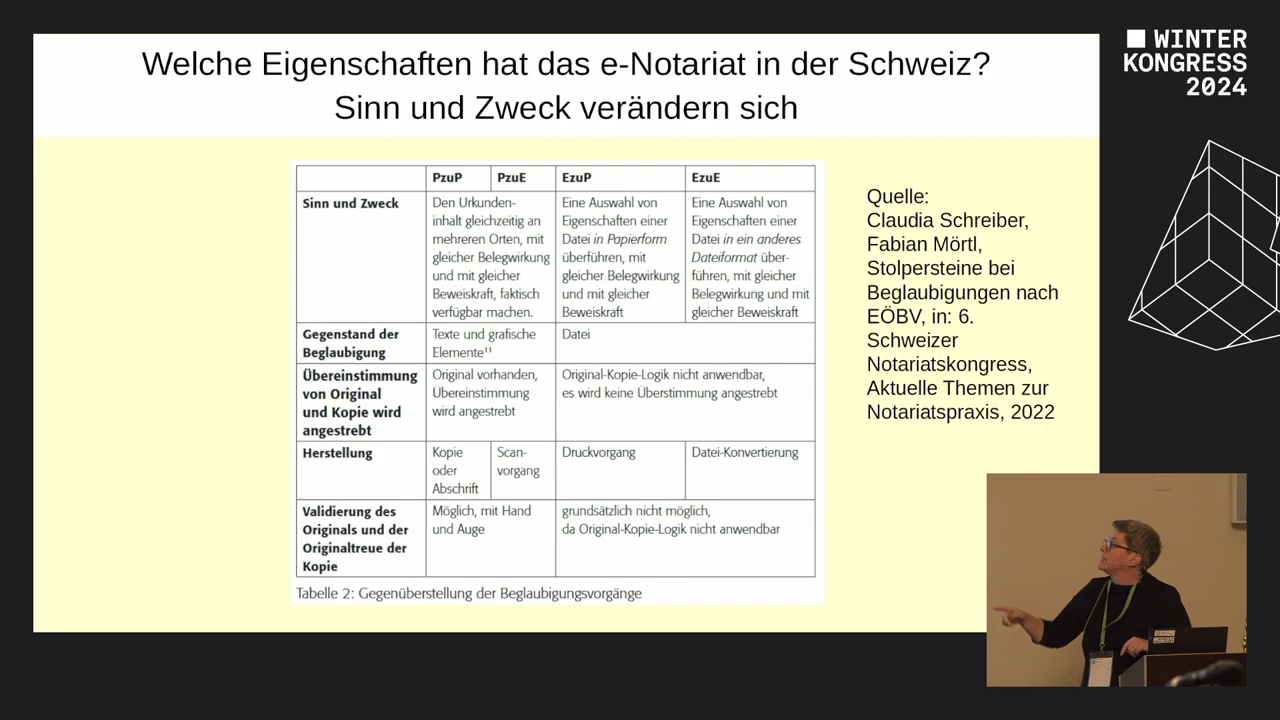 WINTER
KONGRESS
2024
Welche Eigenschaften hat das e-Notariat in der Schweiz?
Sinn und Zweck verändern sich
PzuP PzuE EzuP EzuE
Sinn und Zweck
Den Urkunden-
inhalt gleichzeitig an
mehreren Orten, mit
gleicher Belegwirkung
und mit gleicher
Beweiskraft, faktisch
verfügbar machen.
Eine Auswahl von
Eigenschaften einer
Datei in Papierform
überführen, mit
gleicher Belegwirkung
und mit gleicher
Beweiskraft
Eine Auswahl von
Eigenschaften einer
Datei in ein anderes
Dateiformat über-
führen, mit gleicher
Belegwirkung und mit
gleicher Beweiskraft
Gegenstand der
Beglaubigung
Texte und grafische
Elemente¹¹
Datei
Übereinstimmung
von Original
und Kopie wird
angestrebt
Original vorhanden,
Übereinstimmung
wird angestrebt
Original-Kopie-Logik nicht anwendbar,
es wird keine Überstimmung angestrebt
Herstellung
Kopie
oder
Abschrift
Scan-
vorgang
Druckvorgang
Datei-Konvertierung
Validierung des
Originals und der
Originaltreue der
Kopie
Möglich, mit Hand
und Auge
grundsätzlich nicht möglich,
da Original-Kopie-Logik nicht anwendbar
Tabelle 2: Gegenüberstellung der Beglaubigungsvorgänge
Quelle:
Claudia Schreiber,
Fabian Mörtl,
Stolpersteine bei
Beglaubigungen nach
EÖBV, in: 6.
Schweizer
Notariatskongress,
Aktuelle Themen zur
Notariatspraxis, 2022